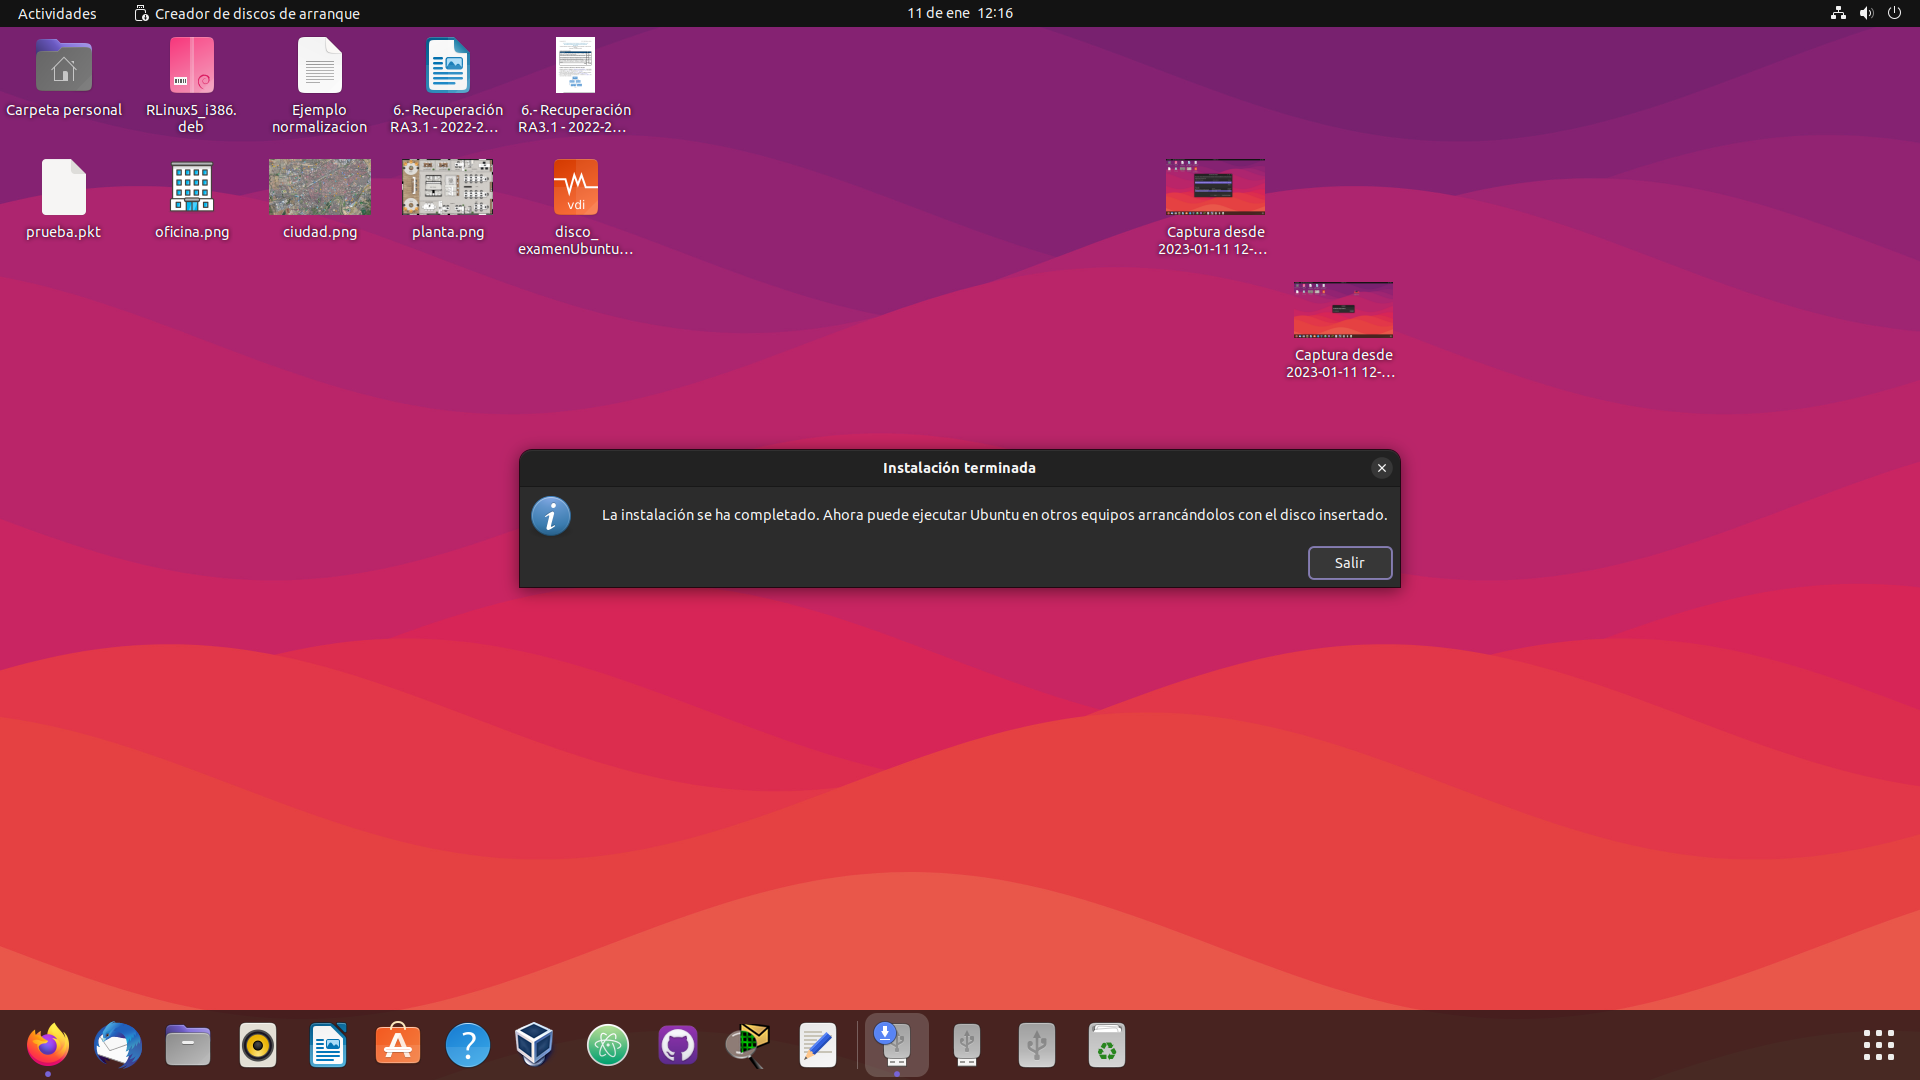 Actividades
Creador de discos de arranque
11 de ene 12:16
Carpeta personal
RLinux5_i386.
deb
Ejemplo
normalizacion
6.- Recuperación
RA3.1 - 2022-2...
6.- Recuperación
RA3.1 - 2022-2...
prueba.pkt
oficina.png
ciudad.png
planta.png
vdi
disco_
examenUbuntu...
Captura desde
2023-01-11 12-...
Captura desde
2023-01-11 12-...
Instalación terminada
La instalación se ha completado. Ahora puede ejecutar Ubuntu en otros equipos arrancándolos con el disco insertado.
Salir